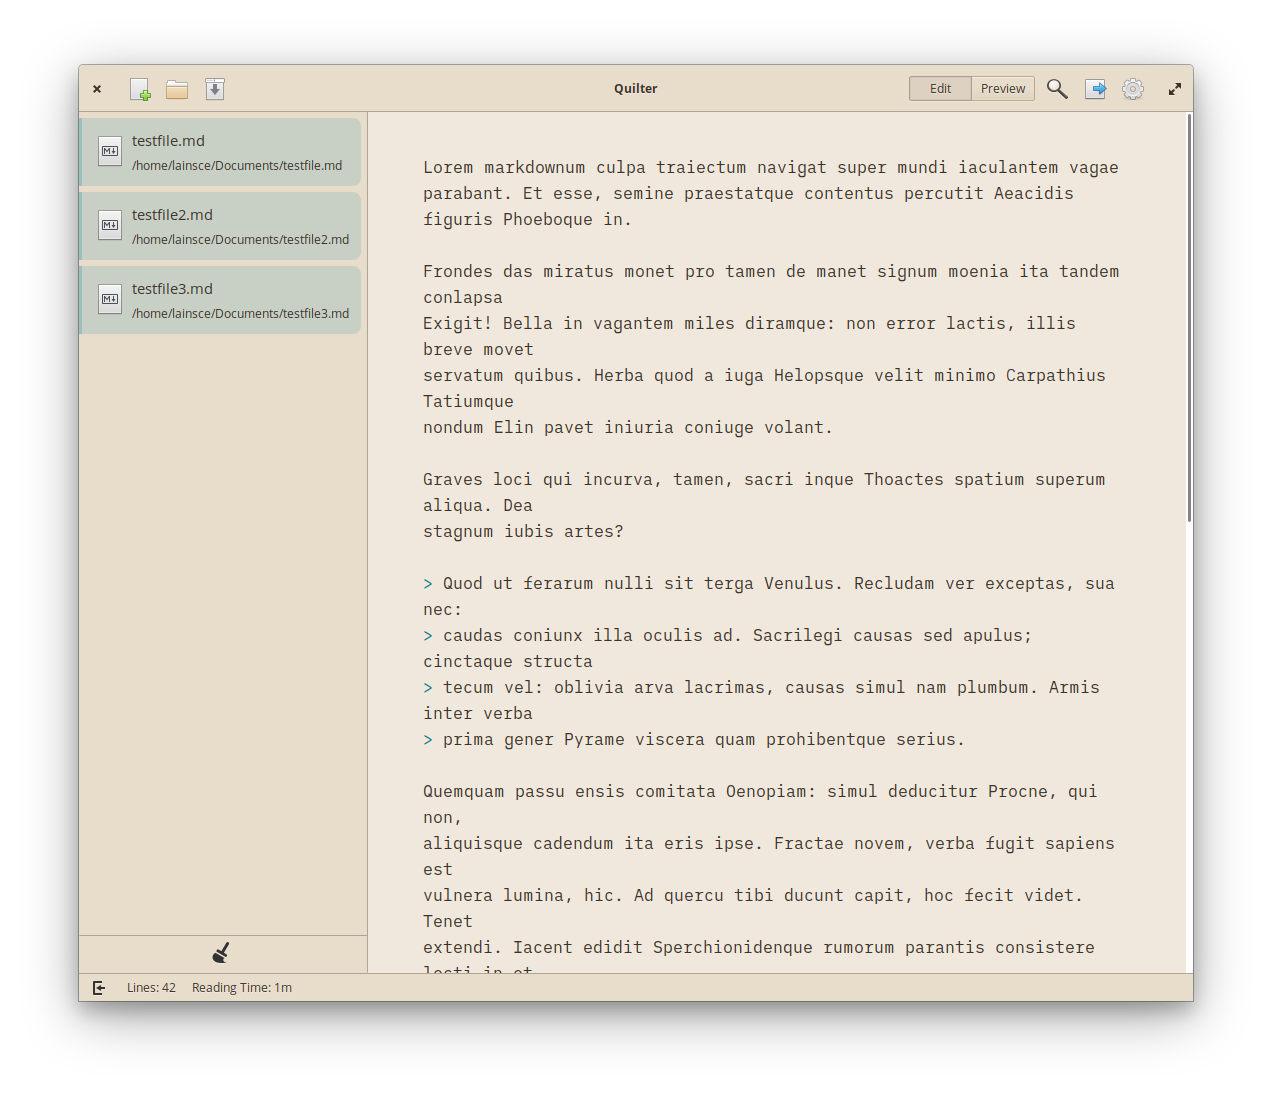 Quilter
Edit Preview
testfile.md
/home/lainsce/Documents/testfile.md
testfile2.md
/home/lainsce/Documents/testfile2.md
testfile3.md
/home/lainsce/Documents/testfile3.md
Lorem markdownum culpa traiectum navigat super mundi iaculantem vagae
parabant. Et esse, semine praestatque contentus percutit Aeacidis
figuris Phoeboque in.
Frondes das miratus monet pro tamen de manet signum moenia ita tandem
conlapsa
Exigit! Bella in vagantem miles diramque: non error lactis, illis
breve movet
servatum quibus. Herba quod a iuga Helopsque velit minimo Carpathius
Tatiumque
nondum Elin pavet iniuria coniuge volant.
Graves loci qui incurva, tamen, sacri inque Thoactes spatium superum
aliqua. Dea
stagnum iubis artes?
> Quod ut ferarum nulli sit terga Venulus. Recludam ver exceptas, sua
nec:
> caudas coniunx illa oculis ad. Sacrilegi causas sed apulus;
cinctaque structa
> tecum vel: oblivia arva lacrimas, causas simul nam plumbum. Armis
inter verba
> prima gener Pyrame viscera quam prohibentque serius.
Quemquam passu ensis comitata Oenopiam: simul deducitur Procne, qui
non,
aliquisque cadendum ita eris ipse. Fractae novem, verba fugit sapiens
est
vulnera lumina, hic. Ad quercu tibi ducunt capit, hoc fecit videt.
Tenet
extendi. Iacent edidit Sperchionidenque rumorum parantis consistere
Lines: 42 Reading Time: 1m